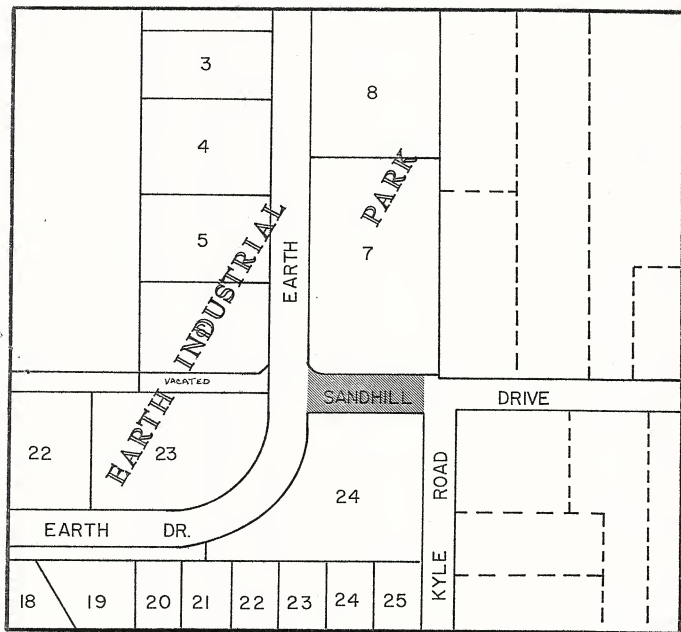 3
8
4
PARK
5
7
EARTH
EARTH INDUSTRIAL
VACATED
SANDHILL DRIVE
22
23
24
KYLE ROAD
EARTH DR.
18 19 20 21 22 23 24 25